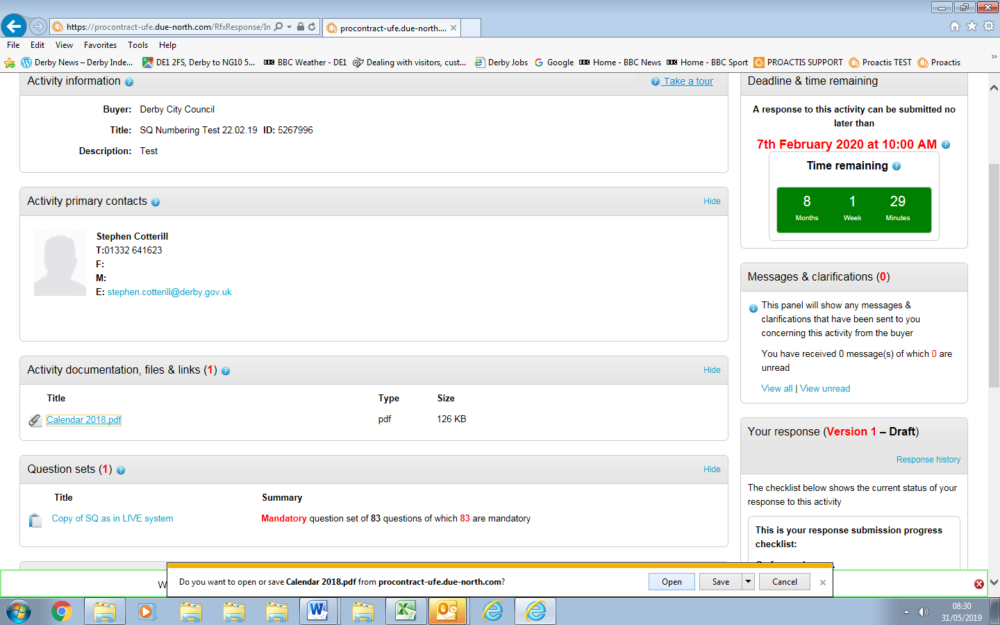 https://procontract-ufe.due-north.com/RfxResponse/In
procontract-ufe.due-north....
File Edit View Favorites Tools Help
Derby News – Derby Inde... DE1 2FS, Derby to NG10 5... BBC Weather - DE1 Dealing with visitors, cust... Derby Jobs Google Home - BBC News Home - BBC Sport PROACTIS SUPPORT Proactis TEST Proactis
Activity information
Take a tour
Buyer: Derby City Council
Title: SQ Numbering Test 22.02.19 ID: 5267996
Description: Test
Activity primary contacts
Hide
Stephen Cotterill
T:01332 641623
F:
M:
E: stephen.cotterill@derby.gov.uk
Activity documentation, files & links (1)
Hide
Title Type Size
Calendar 2018.pdf pdf 126 KB
Question sets (1)
Hide
Title Summary
Copy of SQ as in LIVE system Mandatory question set of 83 questions of which 83 are mandatory
Deadline & time remaining
A response to this activity can be submitted no
later than
7th February 2020 at 10:00 AM
Time remaining
8 1 29
Months Week Minutes
Messages & clarifications (0)
This panel will show any messages &
clarifications that have been sent to you
concerning this activity from the buyer
You have received 0 message(s) of which 0 are
unread
View all | View unread
Your response (Version 1 – Draft)
Response history
The checklist below shows the current status of your
response to this activity
This is your response submission progress
checklist:
W
Do you want to open or save Calendar 2018.pdf from procontract-ufe.due-north.com?
Open Save Cancel
08:30
31/05/2019